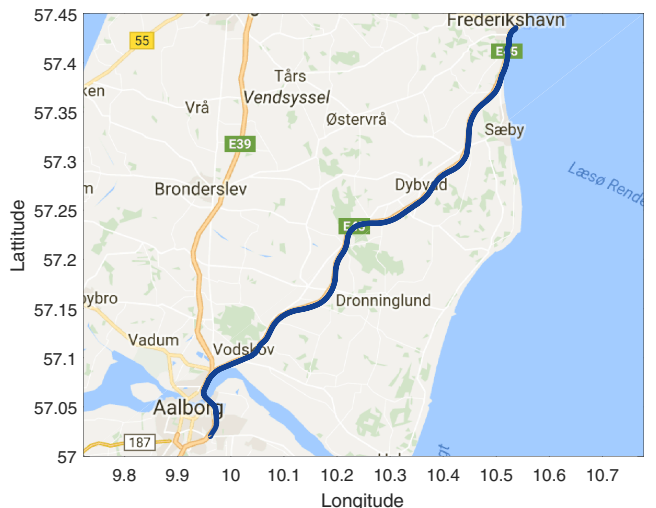 57.45
57.4
57.35
57.3
57.25
57.2
57.15
57.1
57.05
57
Lattitude
Frederikshavn
55
E45
Tårs
Vendsyssel
ken
Vrå
Østervrå
Sæby
E39
Læsø Rende
m
Bronderslev
Dybvad
Dronninglund
bybro
Vadum
Vodskov
Aalborg
187
9.8 9.9 10 10.1 10.2 10.3 10.4 10.5 10.6 10.7
Longitude